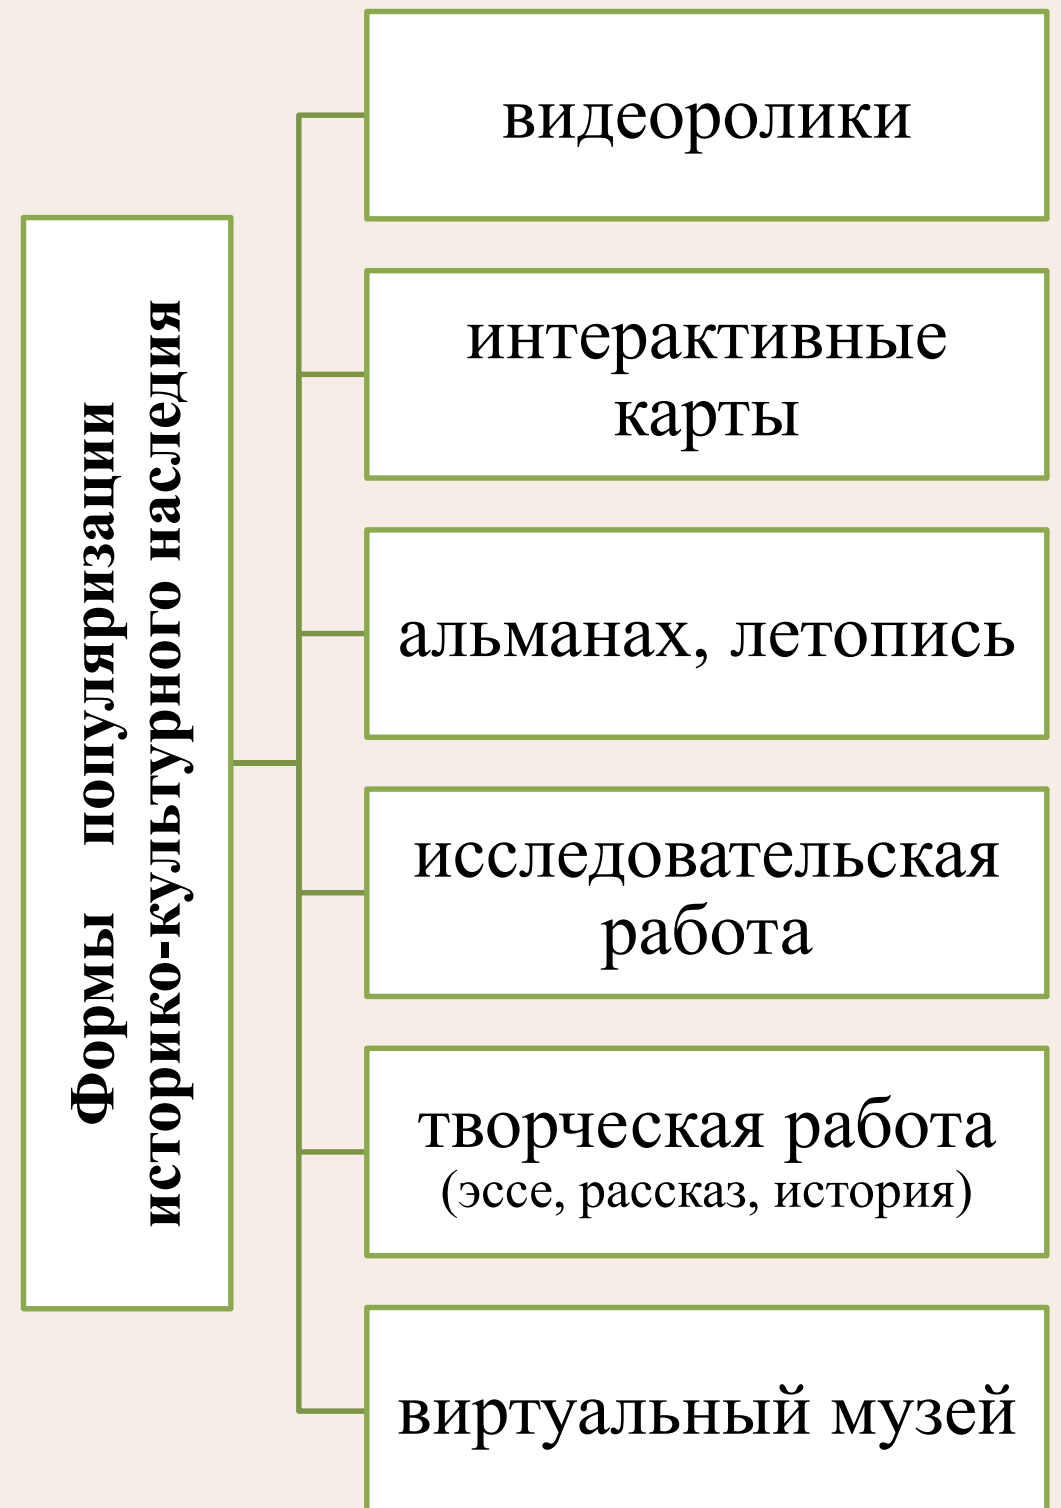 Формы популяризации
историко-культурного наследия
видеоролики
интерактивные
карты
альманах, летопись
исследовательская
работа
творческая работа
(эссе, рассказ, история)
виртуальный музей